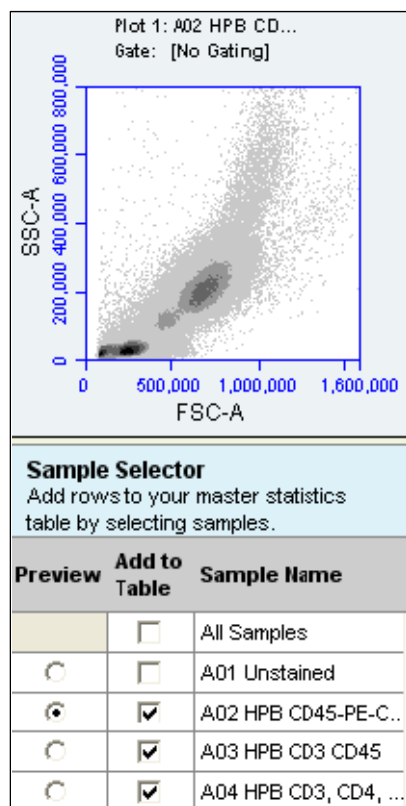 Plot 1: A02 HPB CD...
Gate: [No Gating]
SSC-A
800,000
600,000
400,000
200,000
0
0 500,000 1,000,000 1,600,000
FSC-A
Sample Selector
Add rows to your master statistics
table by selecting samples.
Preview Add to Table Sample Name
All Samples
A01 Unstained
A02 HPB CD45-PE-C..
A03 HPB CD3 CD45
A04 HPB CD3, CD4, ...